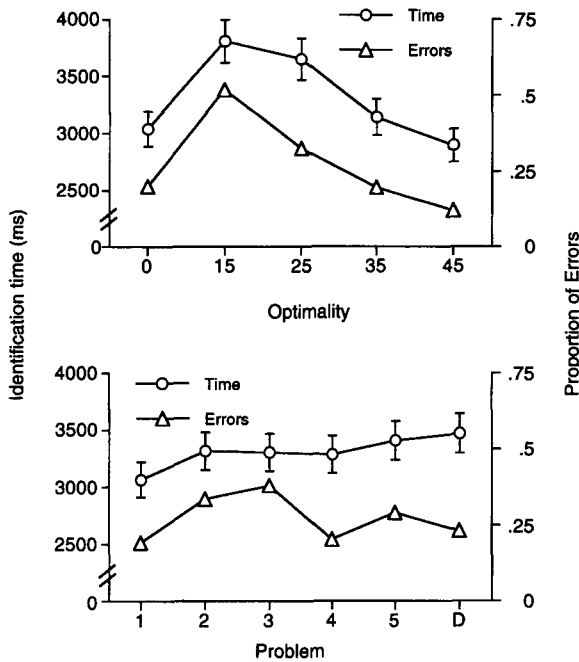 Identification time (ms)
4000
3500
3000
2500
0
Time
Errors
.75
.5
.25
0
0 15 25 35 45
Optimality
Proportion of Errors
4000
3500
3000
2500
0
Time
Errors
.75
.5
.25
0
1 2 3 4 5 D
Problem